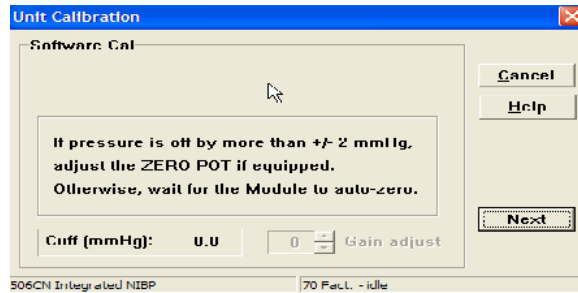 Unit Calibration
Software Cal
Cancel
Help
If pressure is off by more than +/- 2 mmHg,
adjust the ZERO POT if equipped.
Otherwise, wait for the Module to auto-zero.
Next
Cuff (mmHg): 0.0 0 Gain adjust
506CN Integrated NIBP 70 Fact. - idle